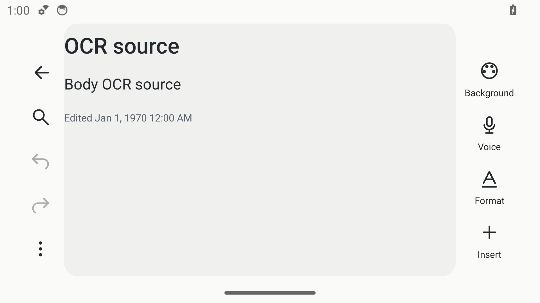 1:00
OCR source
Body OCR source
Edited Jan 1, 1970 12:00 AM
Background
Voice
Format
Insert